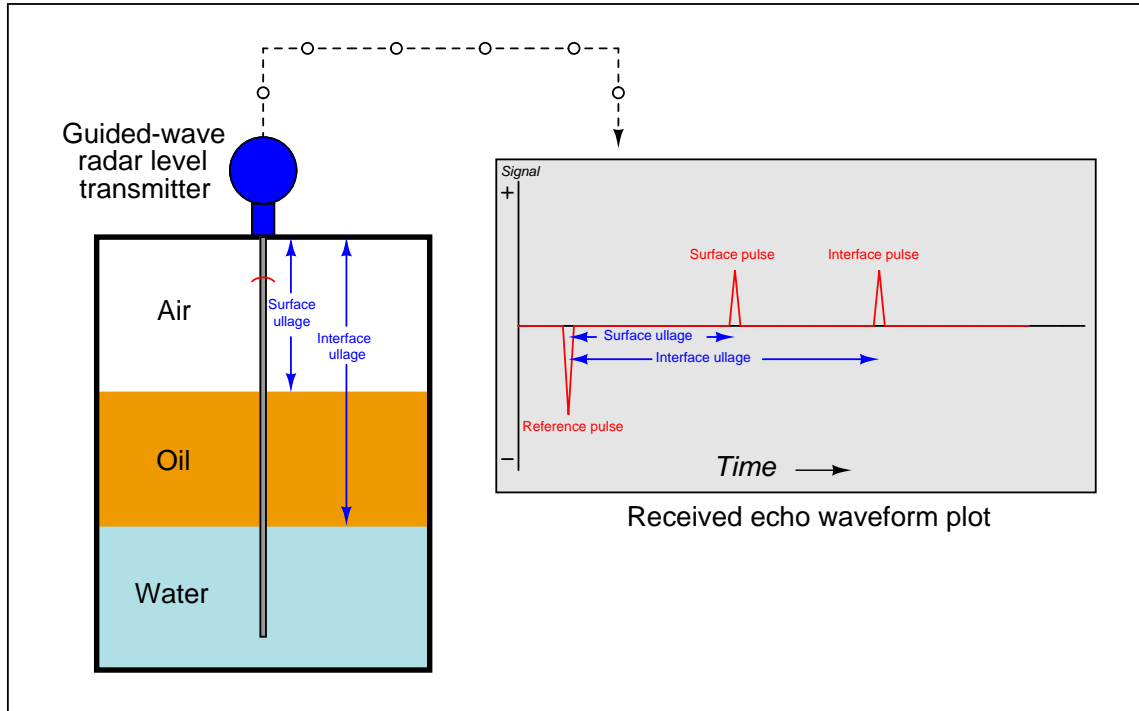 Guided-wave
radar level
transmitter
Air
Surface
ullage
Interface
ullage
Oil
Water
Signal
+
Surface pulse
Interface pulse
Surface ullage
Interface ullage
Reference pulse
−
Time
Received echo waveform plot